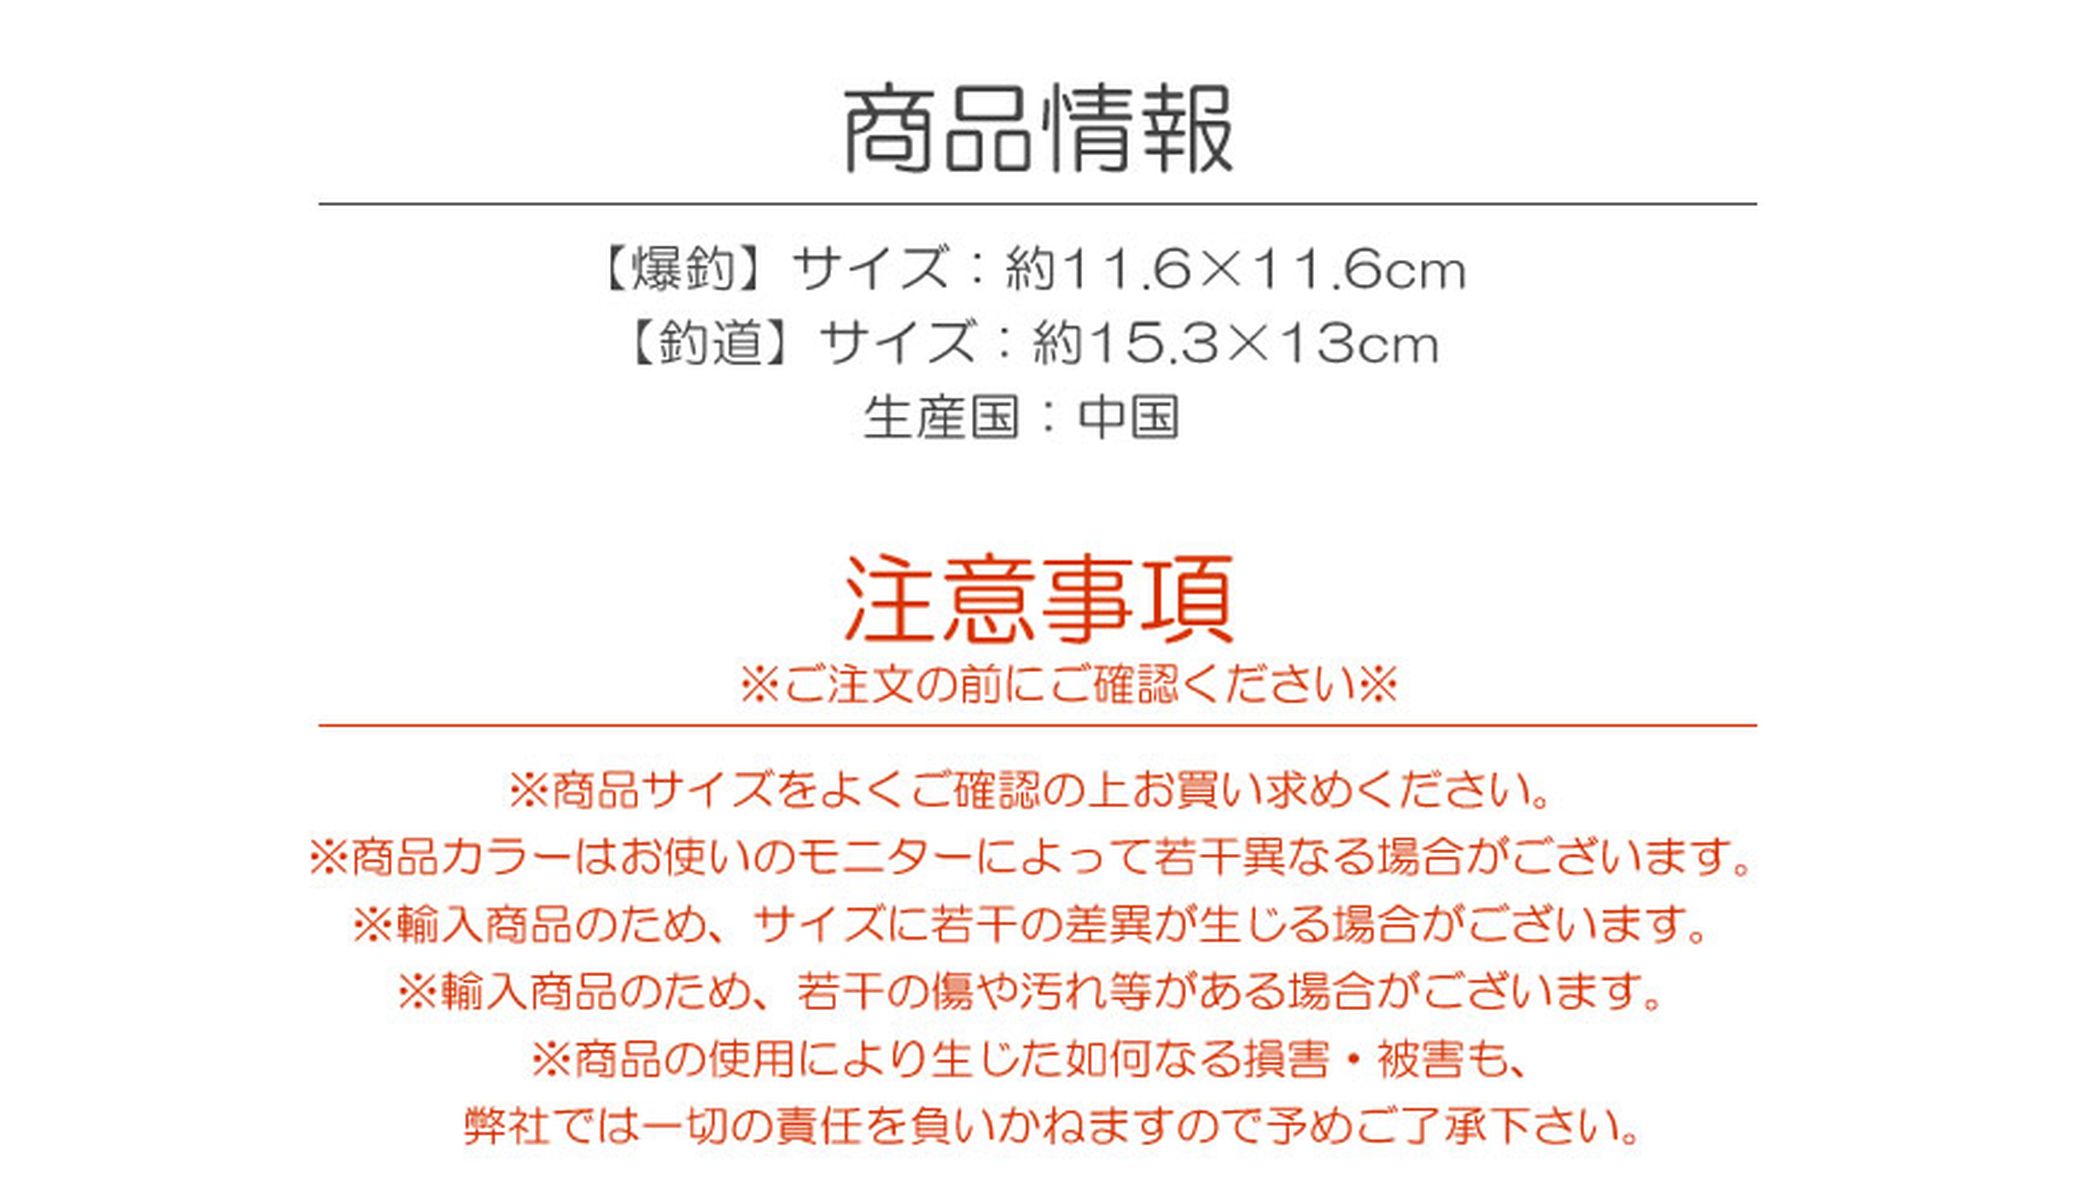 商品情報
【爆釣】サイズ：約11.6×11.6cm
【釣道】サイズ：約15.3×13cm
生産国：中国
注意事項
※ご注文の前にご確認ください※
※商品サイズをよくご確認の上お買い求めください。
※商品カラーはお使いのモニターによって若干異なる場合がございます。
※輸入商品のため、サイズに若干の差異が生じる場合がございます。
※輸入商品のため、若干の傷や汚れ等がある場合がございます。
※商品の使用により生じた如何なる損害・被害も、
弊社では一切の責任を負いかねますので予めご了承下さい。